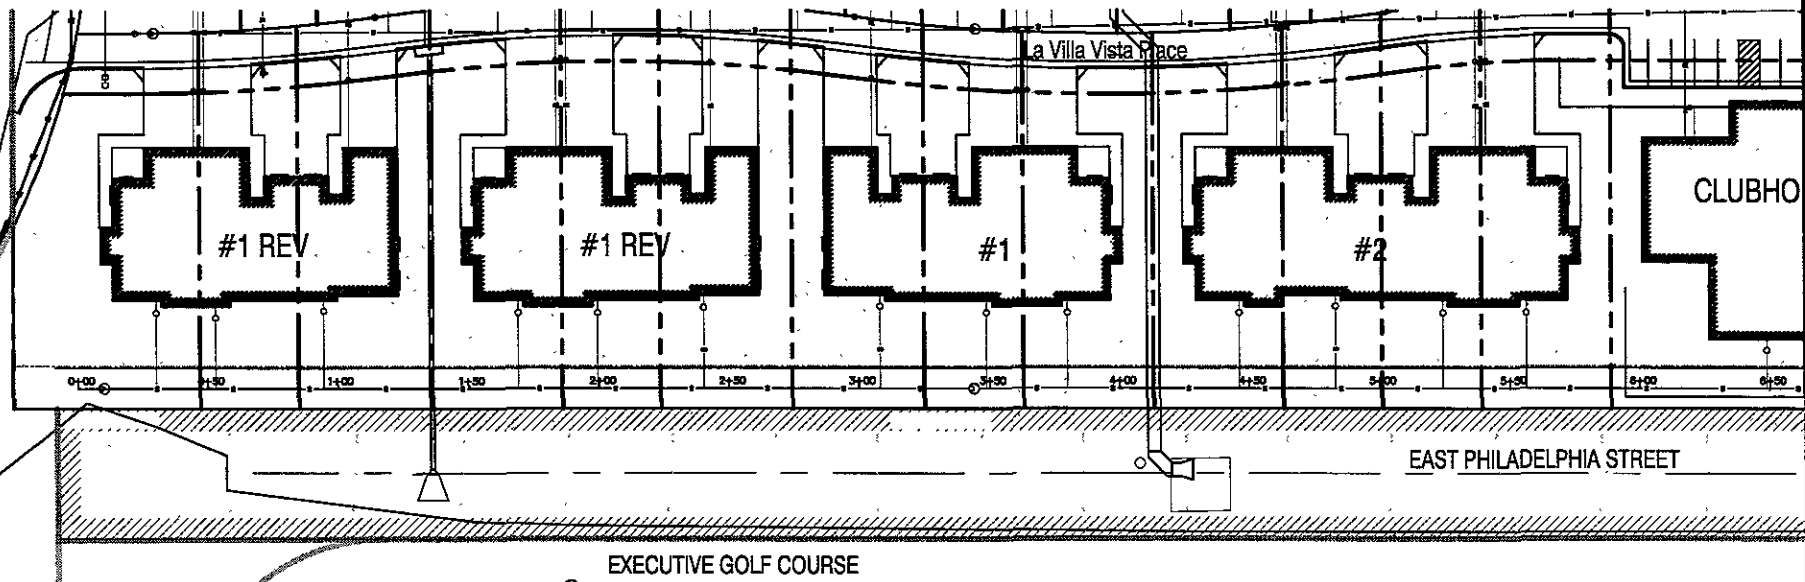 La Villa Vista Place
CLUBHO
#1 REV
#1 REV
#1
#2
0+00
0+50
1+00
1+50
2+00
2+50
3+00
3+50
4+00
4+50
5+00
5+50
6+00
6+50
EAST PHILADELPHIA STREET
EXECUTIVE GOLF COURSE